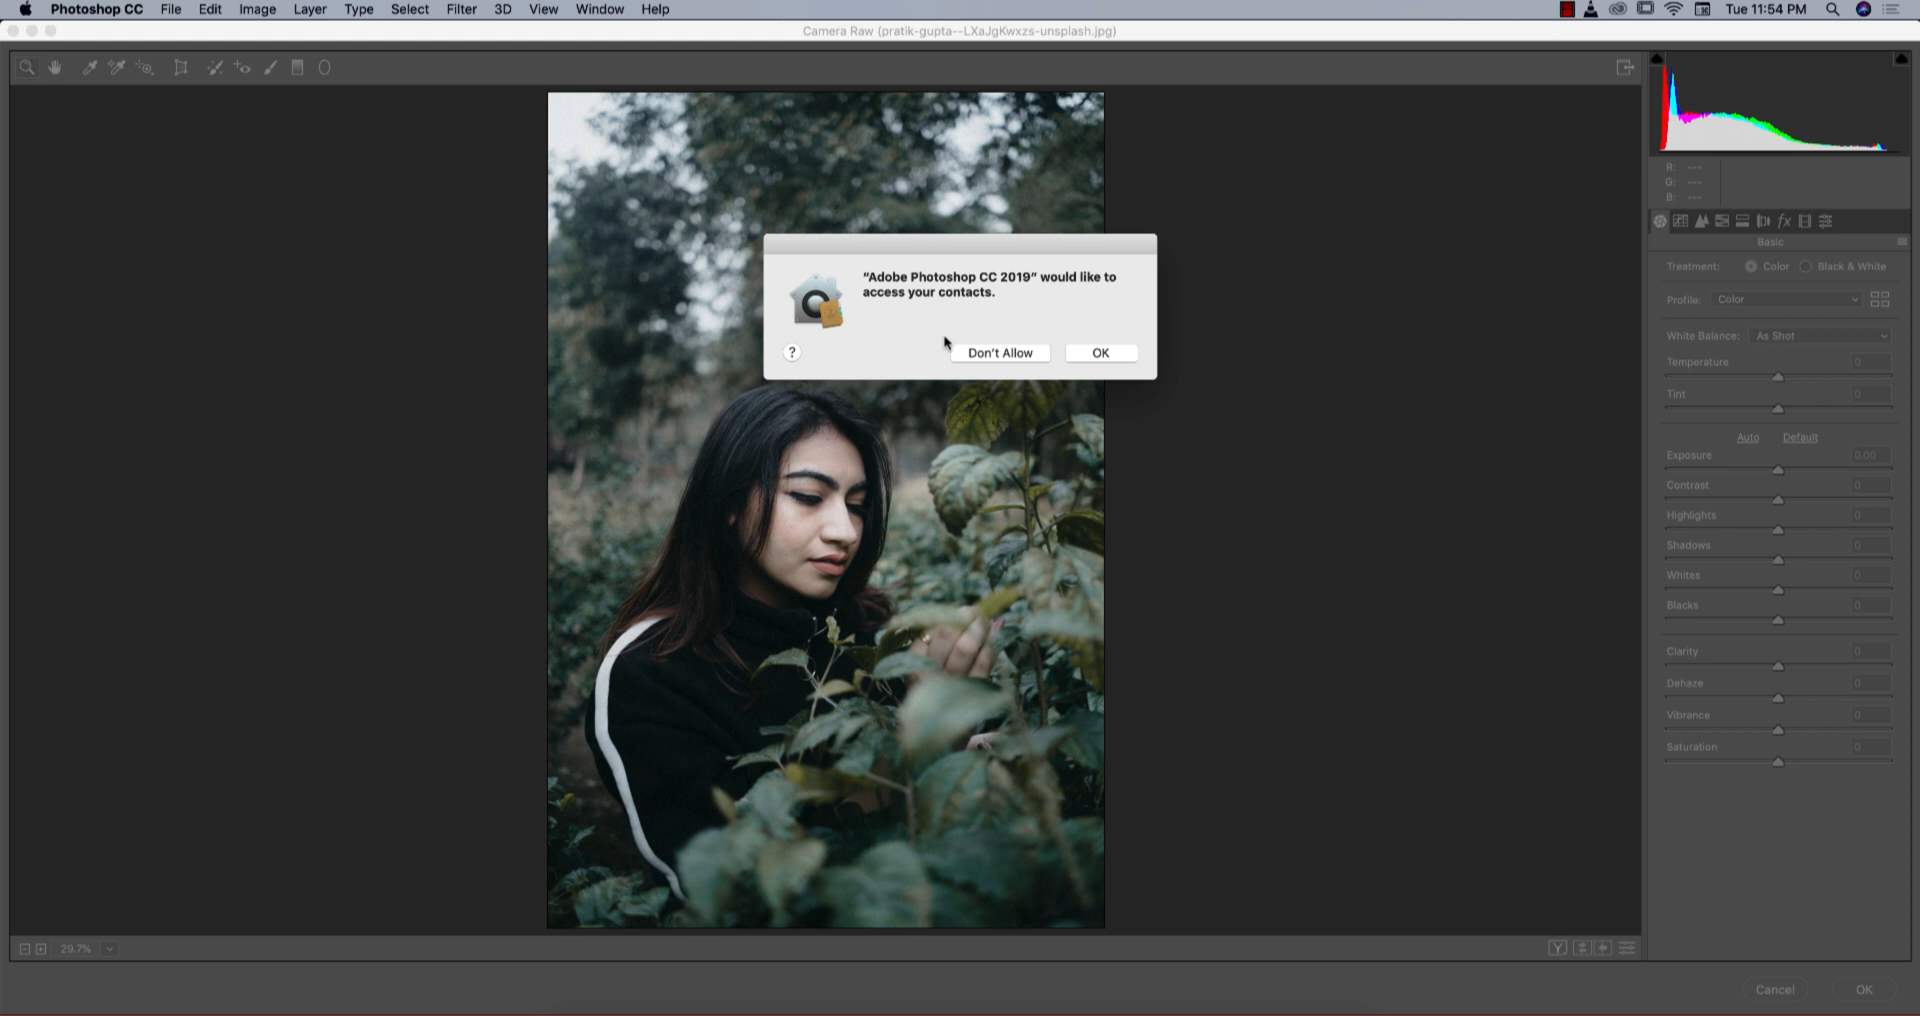 Photoshop CC File Edit Image Layer Type Select Filter 3D View Window Help Tue 11:54 PM
Camera Raw (pratik-gupta--LXaJgKwxzs-unsplash.jpg)
R: ---
G: ---
B: ---
fx
Basic
Treatment: Color Black & White
Profile: Color
White Balance: As Shot
Temperature 0
Tint 0
Auto Default
Exposure 0.00
Contrast 0
Highlights 0
Shadows 0
Whites 0
Blacks 0
Clarity 0
Dehaze 0
Vibrance 0
Saturation 0
"Adobe Photoshop CC 2019" would like to
access your contacts.
? Don't Allow OK
29.7%
Y
Cancel OK